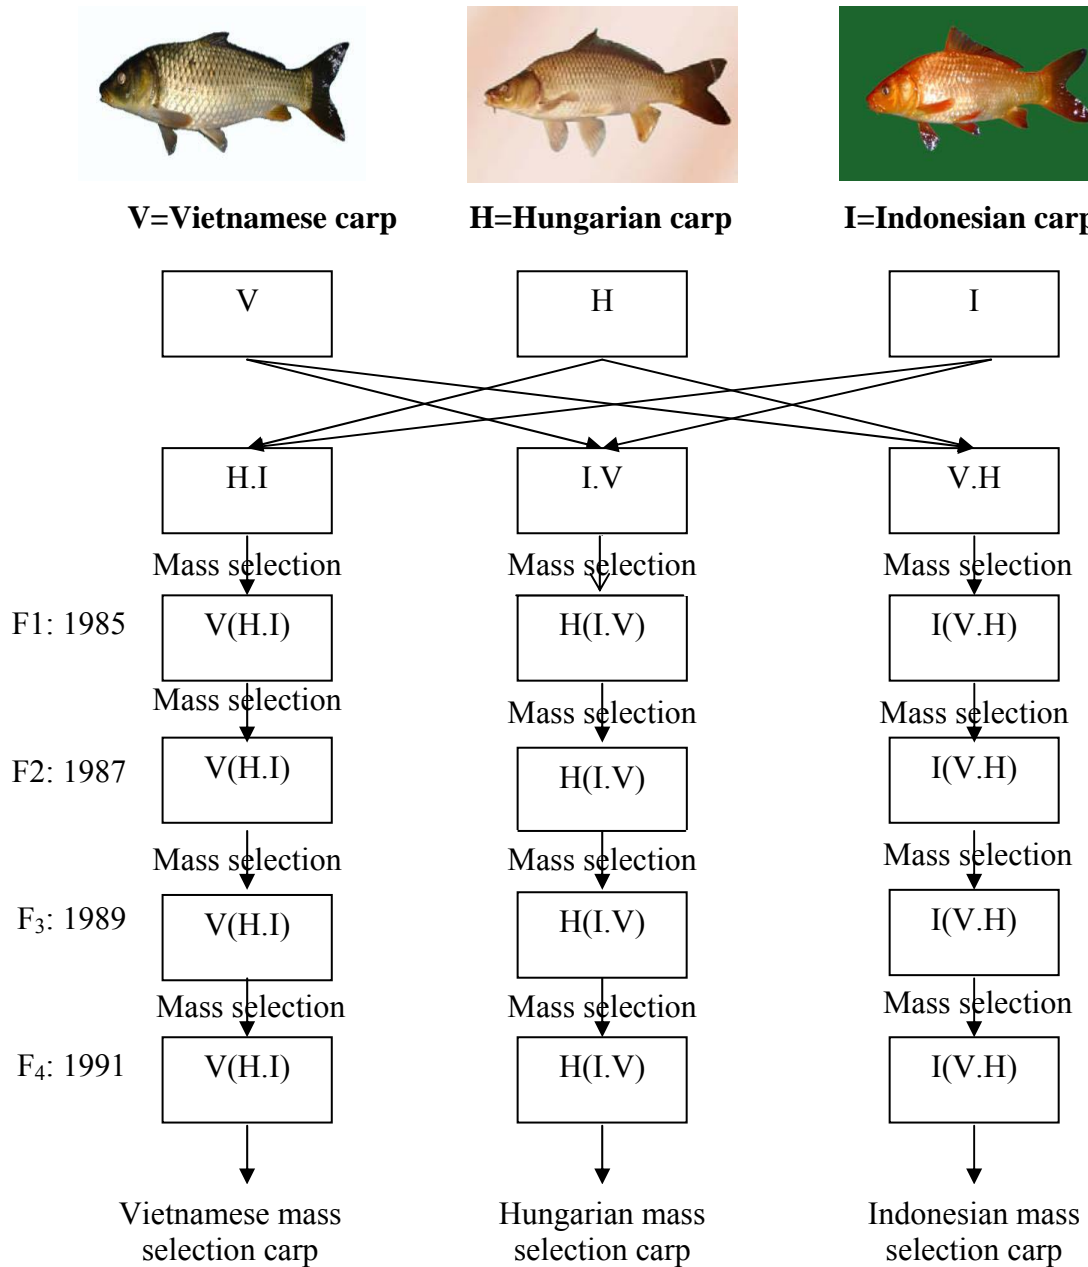 V=Vietnamese carp H=Hungarian carp I=Indonesian carp
V H I
H.I I.V V.H
Mass selection Mass selection Mass selection
F1: 1985 V(H.I) H(I.V) I(V.H)
Mass selection Mass selection Mass selection
F2: 1987 V(H.I) H(I.V) I(V.H)
Mass selection Mass selection Mass selection
F3: 1989 V(H.I) H(I.V) I(V.H)
Mass selection Mass selection Mass selection
F4: 1991 V(H.I) H(I.V) I(V.H)
Vietnamese mass Hungarian mass Indonesian mass
selection carp selection carp selection carp